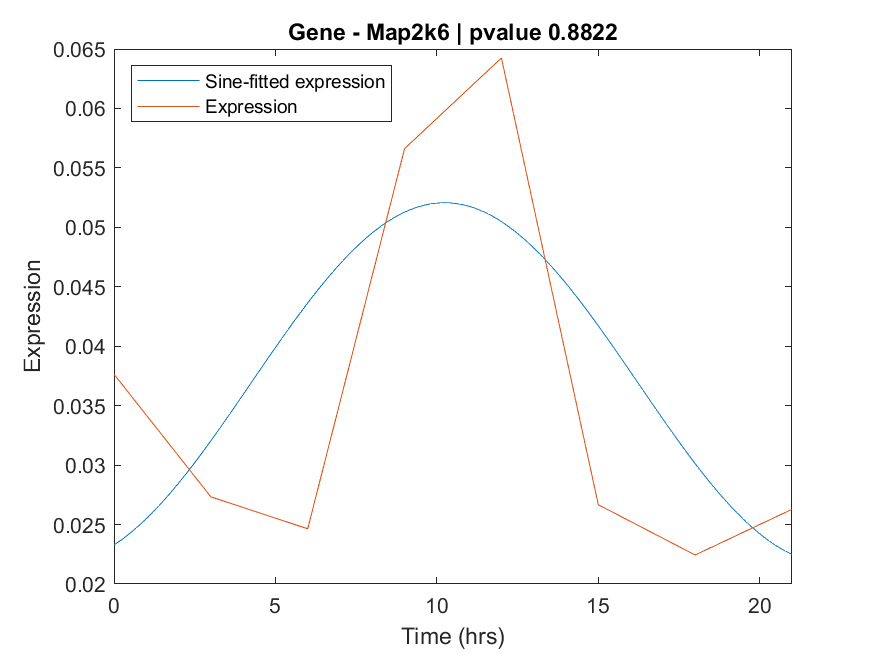 Gene - Map2k6 | pvalue 0.8822
0.065
0.06
0.055
0.05
0.045
0.04
0.035
0.03
0.025
0.02
Expression
Sine-fitted expression
Expression
0 5 10 15 20
Time (hrs)